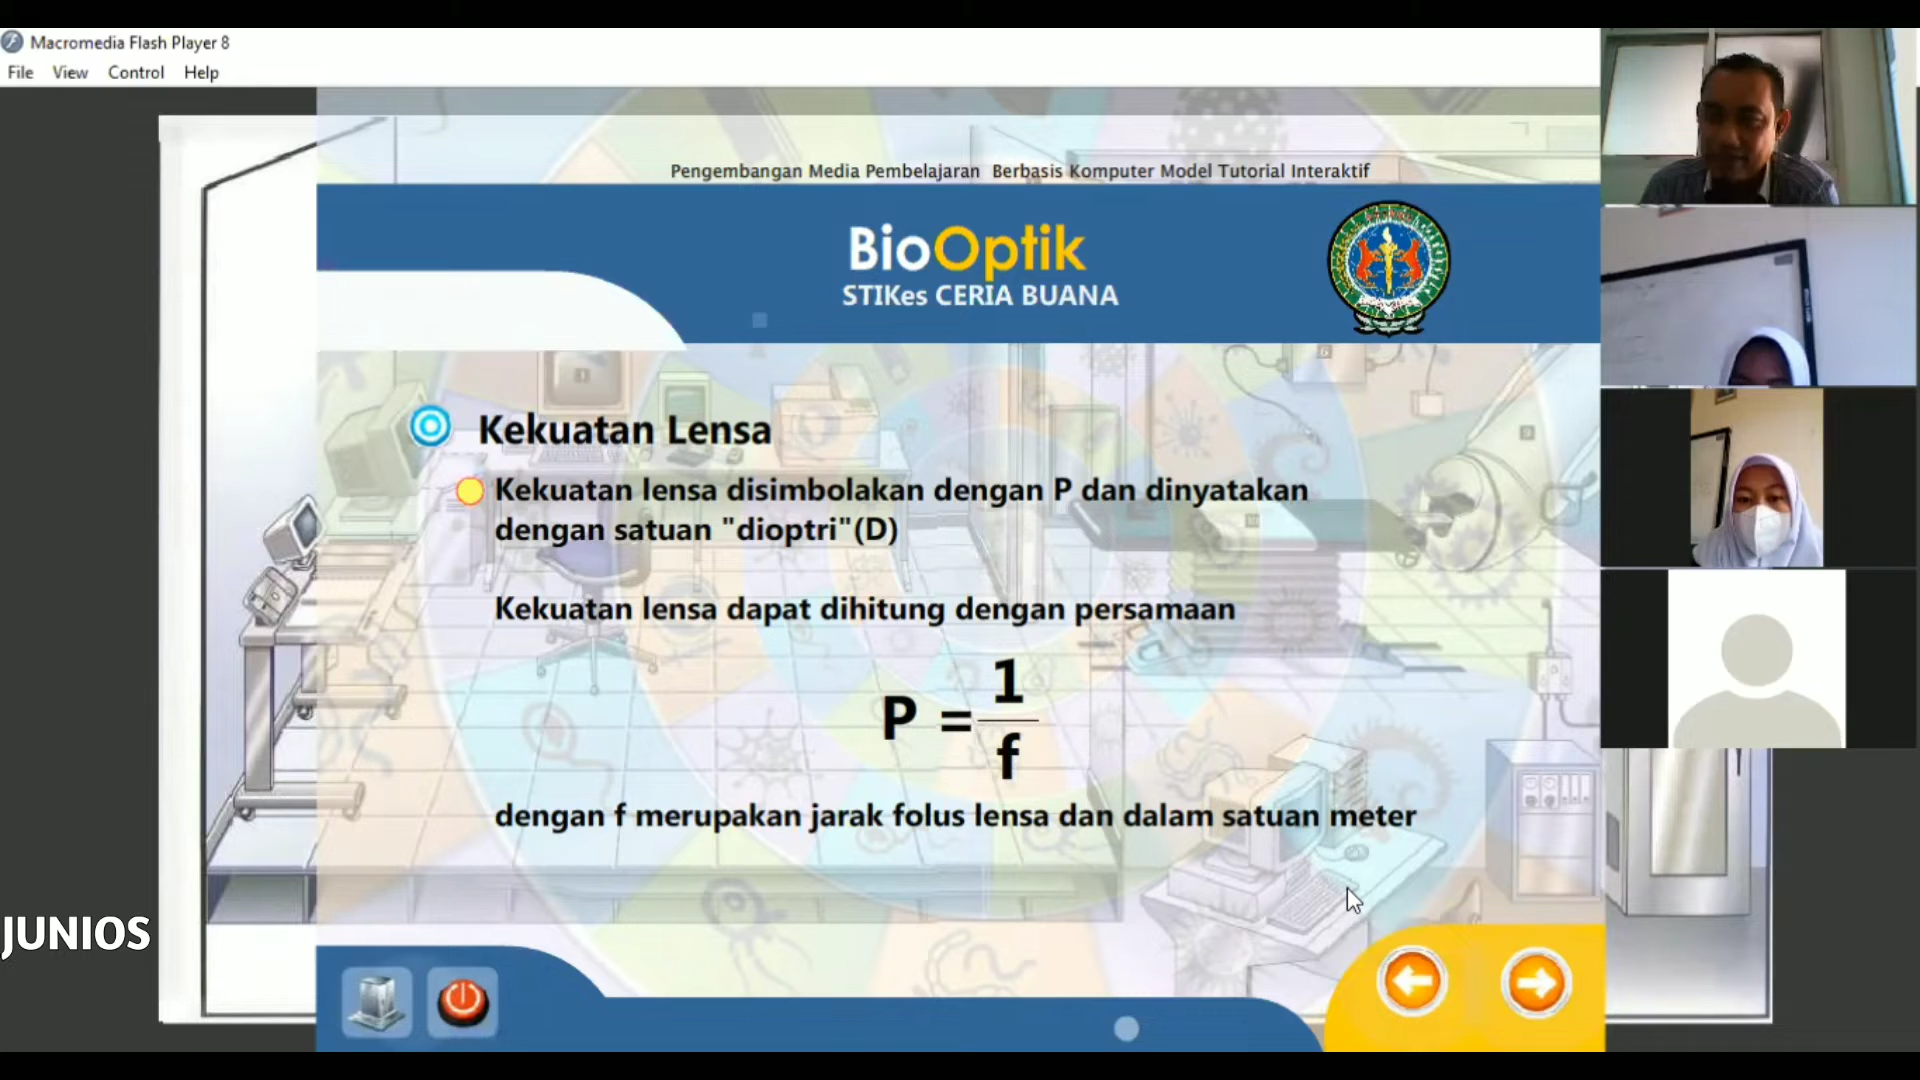 Macromedia Flash Player 8
File View Control Help
Pengembangan Media Pembelajaran Berbasis Komputer Model Tutorial Interaktif
BioOptik
STIKes CERIA BUANA
Kekuatan Lensa
Kekuatan lensa disimbolakan dengan P dan dinyatakan
dengan satuan "dioptri"(D)
Kekuatan lensa dapat dihitung dengan persamaan
P = 1
f
dengan f merupakan jarak folus lensa dan dalam satuan meter
JUNIOS